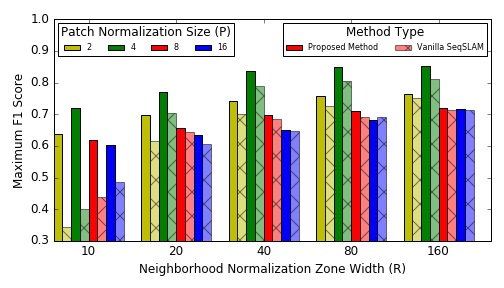 Patch Normalization Size (P)
2 4 8 16
Method Type
Proposed Method Vanilla SeqSLAM
Maximum F1 Score
1.0
0.9
0.8
0.7
0.6
0.5
0.4
0.3
10 20 40 80 160
Neighborhood Normalization Zone Width (R)